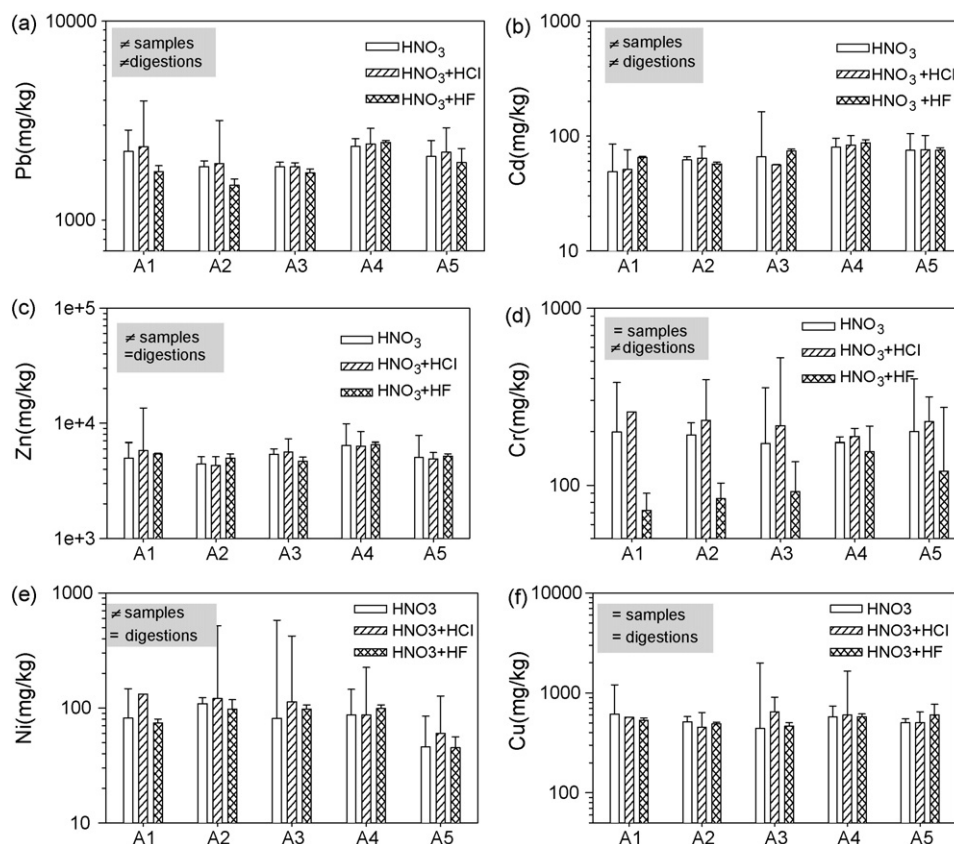 (a)
10000
≠ samples
≠digestions
HNO₃
HNO₃+HCl
HNO₃+HF
Pb(mg/kg)
1000
A1 A2 A3 A4 A5
(b)
1000
≠ samples
≠ digestions
HNO₃
HNO₃ +HCl
HNO₃ +HF
Cd(mg/kg)
100
10
A1 A2 A3 A4 A5
(c)
1e+5
≠ samples
=digestions
HNO₃
HNO₃+HCl
HNO₃+HF
Zn(mg/kg)
1e+4
1e+3
A1 A2 A3 A4 A5
(d)
1000
= samples
≠digestions
HNO₃
HNO₃+HCl
HNO₃+HF
Cr(mg/kg)
100
A1 A2 A3 A4 A5
(e)
1000
≠ samples
= digestions
HNO3
HNO3+HCl
HNO3+HF
Ni(mg/kg)
100
10
A1 A2 A3 A4 A5
(f)
10000
= samples
= digestions
HNO3
HNO3+HCl
HNO3+HF
Cu(mg/kg)
1000
100
A1 A2 A3 A4 A5